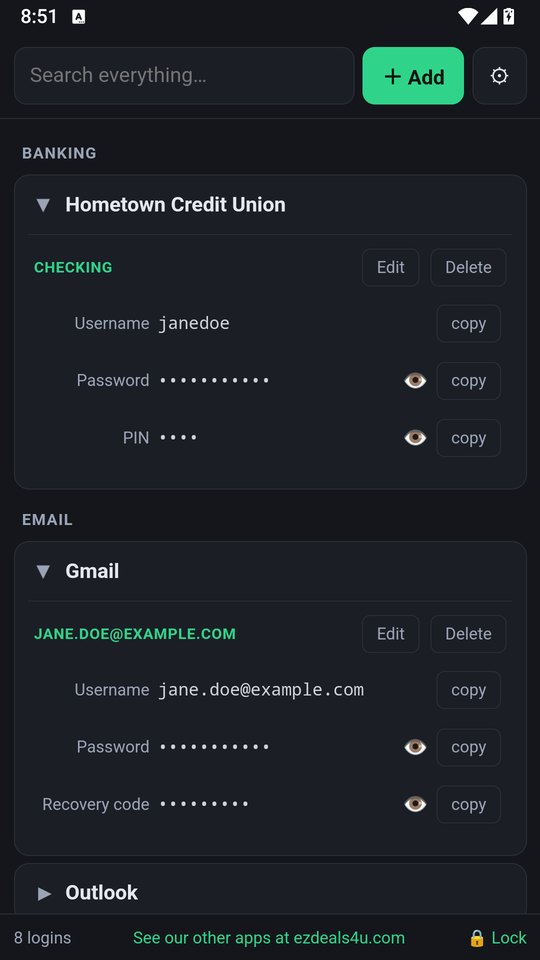 8:51 A
Search everything… + Add
BANKING
▼ Hometown Credit Union
CHECKING Edit Delete
Username janedoe copy
Password ••••••••••• copy
PIN •••• copy
EMAIL
▼ Gmail
JANE.DOE@EXAMPLE.COM Edit Delete
Username jane.doe@example.com copy
Password ••••••••••• copy
Recovery code ••••••••• copy
▶ Outlook
8 logins See our other apps at ezdeals4u.com 🔒 Lock